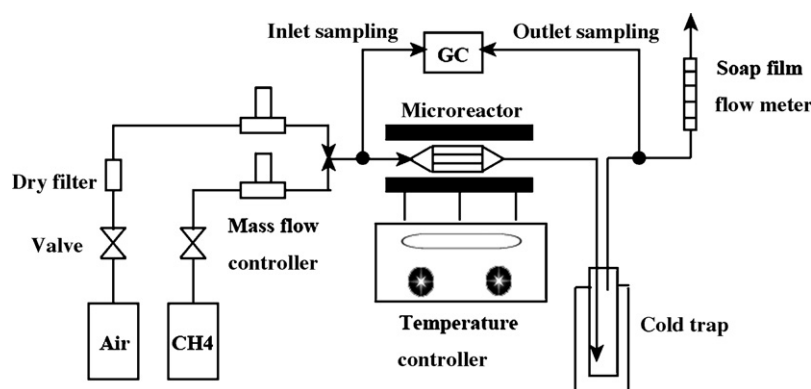 Inlet sampling
GC
Outlet sampling
Soap film
flow meter
Microreactor
Dry filter
Mass flow
controller
Valve
Air
CH4
Temperature
controller
Cold trap